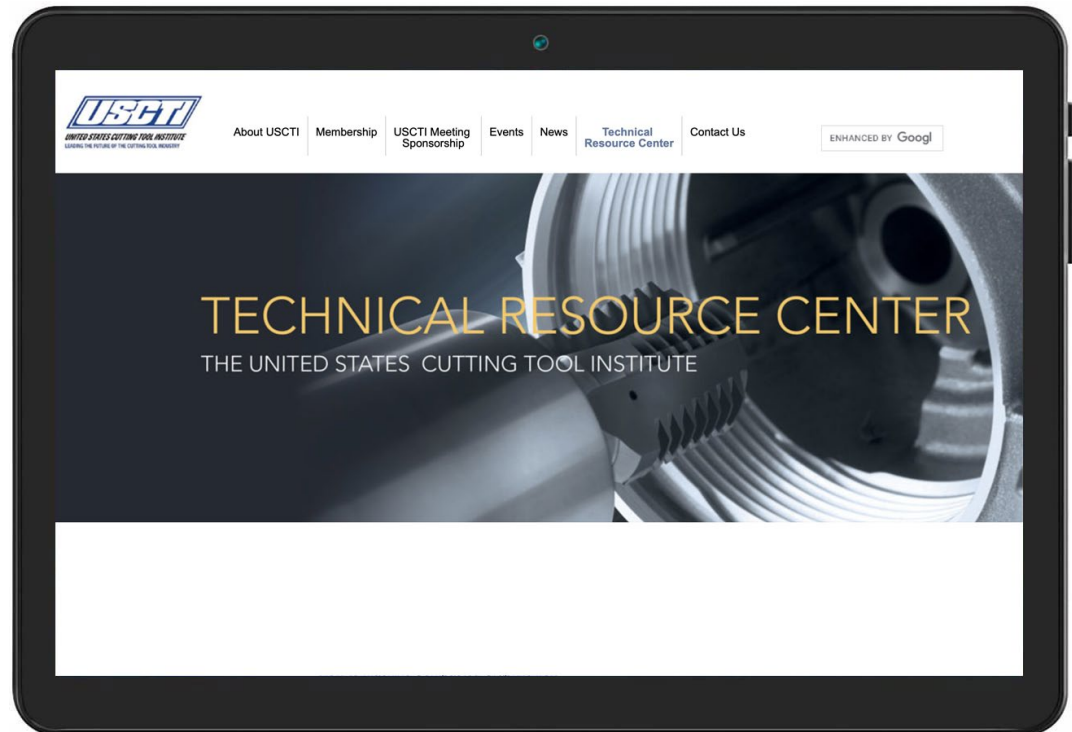 USCTI
UNITED STATES CUTTING TOOL INSTITUTE
LEADING THE FUTURE OF THE CUTTING TOOL INDUSTRY
About USCTI
Membership
USCTI Meeting
Sponsorship
Events
News
Technical
Resource Center
Contact Us
ENHANCED BY Googl
TECHNICAL RESOURCE CENTER
THE UNITED STATES CUTTING TOOL INSTITUTE